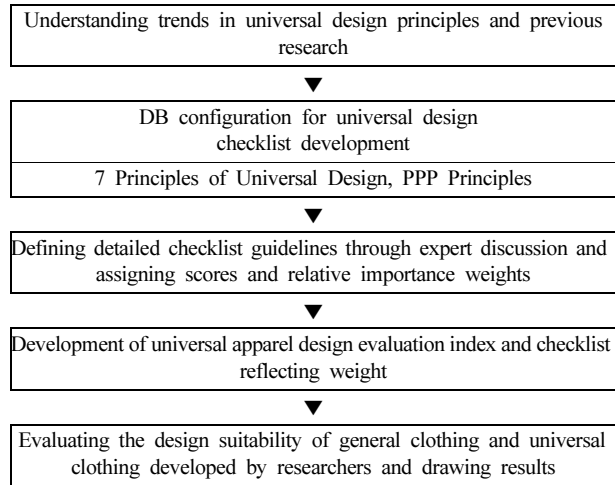 Understanding trends in universal design principles and previous
research
DB configuration for universal design
checklist development
7 Principles of Universal Design, PPP Principles
Defining detailed checklist guidelines through expert discussion and
assigning scores and relative importance weights
Development of universal apparel design evaluation index and checklist
reflecting weight
Evaluating the design suitability of general clothing and universal
clothing developed by researchers and drawing results